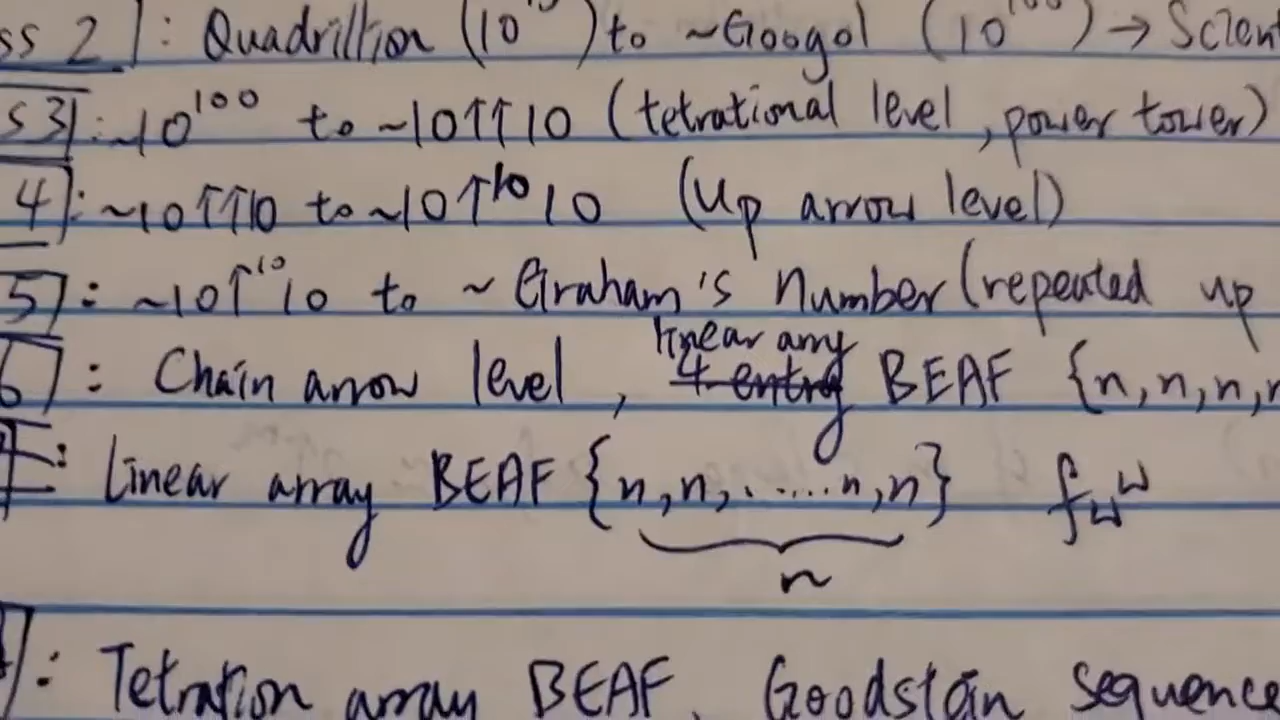 ss 2]: Quadrillion (10¹⁵) to ~Googol (10¹⁰⁰) → Scient
s 3]: ~10¹⁰⁰ to ~10↑↑10 (tetrational level, power tower)
4]: ~10↑↑10 to ~10↑¹⁰10 (Up arrow level)
5]: ~10↑¹⁰10 to ~ Graham's Number (repeated up
linear array
6]: Chain arrow level, 4 entry BEAF {n, n, n, n
7: Linear array BEAF {n, n, ......n, n} f_ω^ω
n
]: Tetration array BEAF, Goodstein sequence